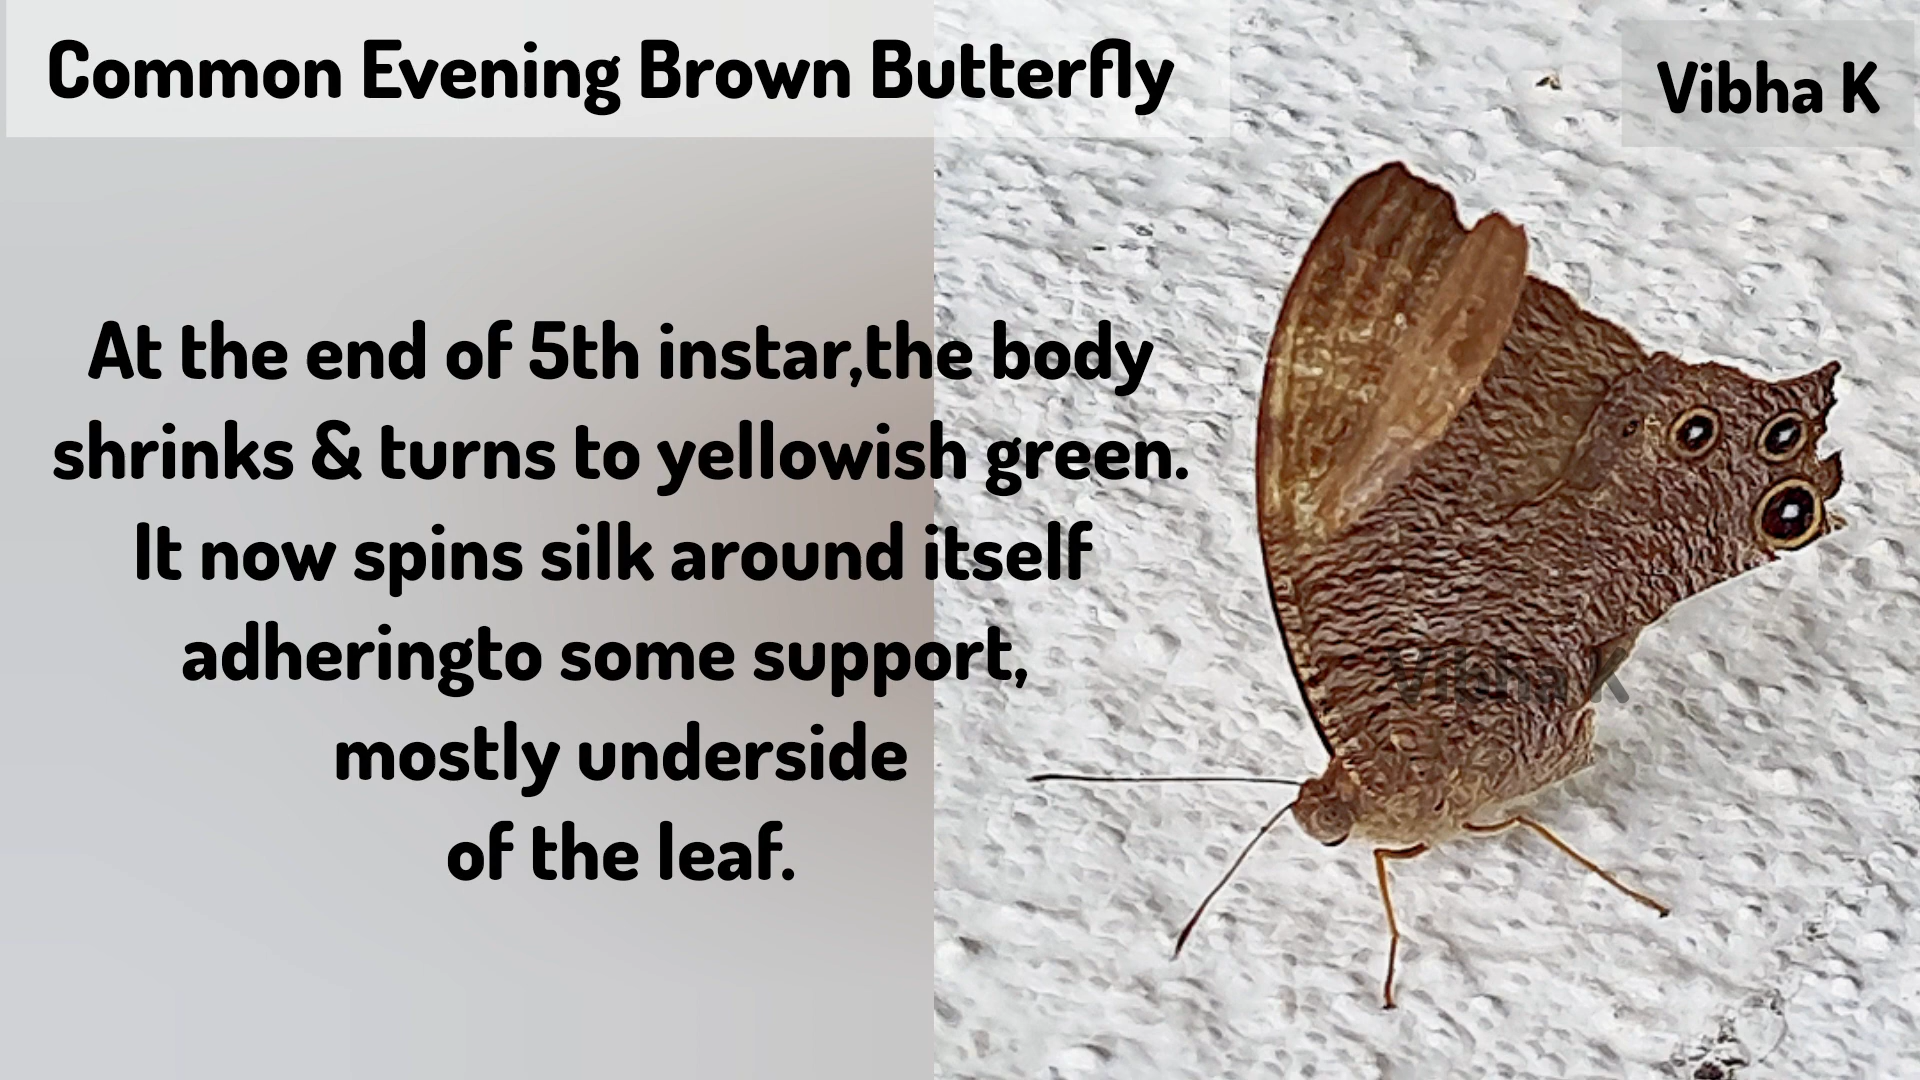 Common Evening Brown Butterfly
Vibha K
At the end of 5th instar,the body
shrinks & turns to yellowish green.
It now spins silk around itself
adheringto some support,
mostly underside
of the leaf.
Vibha K